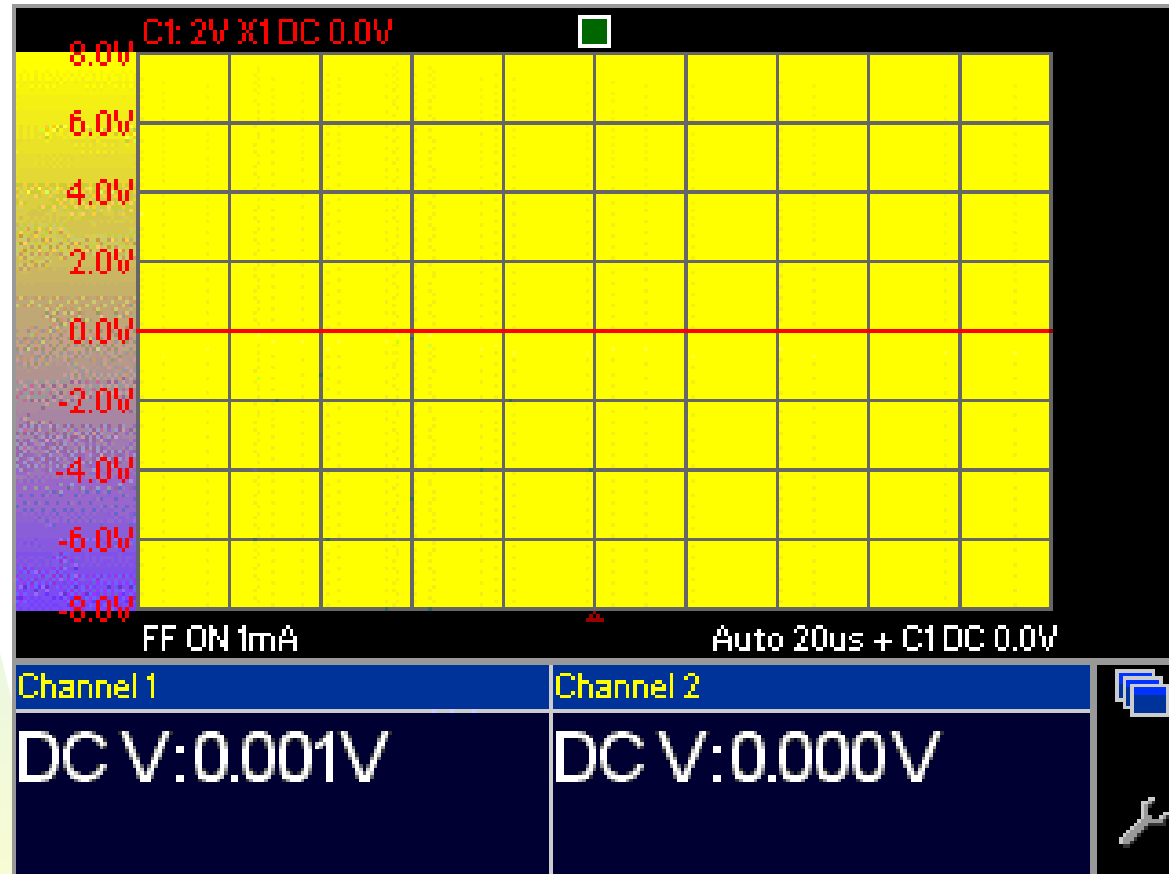 C1: 2V X1 DC 0.0V
8.0V
6.0V
4.0V
2.0V
0.0V
-2.0V
-4.0V
-6.0V
-8.0V
FF ON 1mA
Auto 20us + C1 DC 0.0V
Channel 1
Channel 2
DC V:0.001V
DC V:0.000V